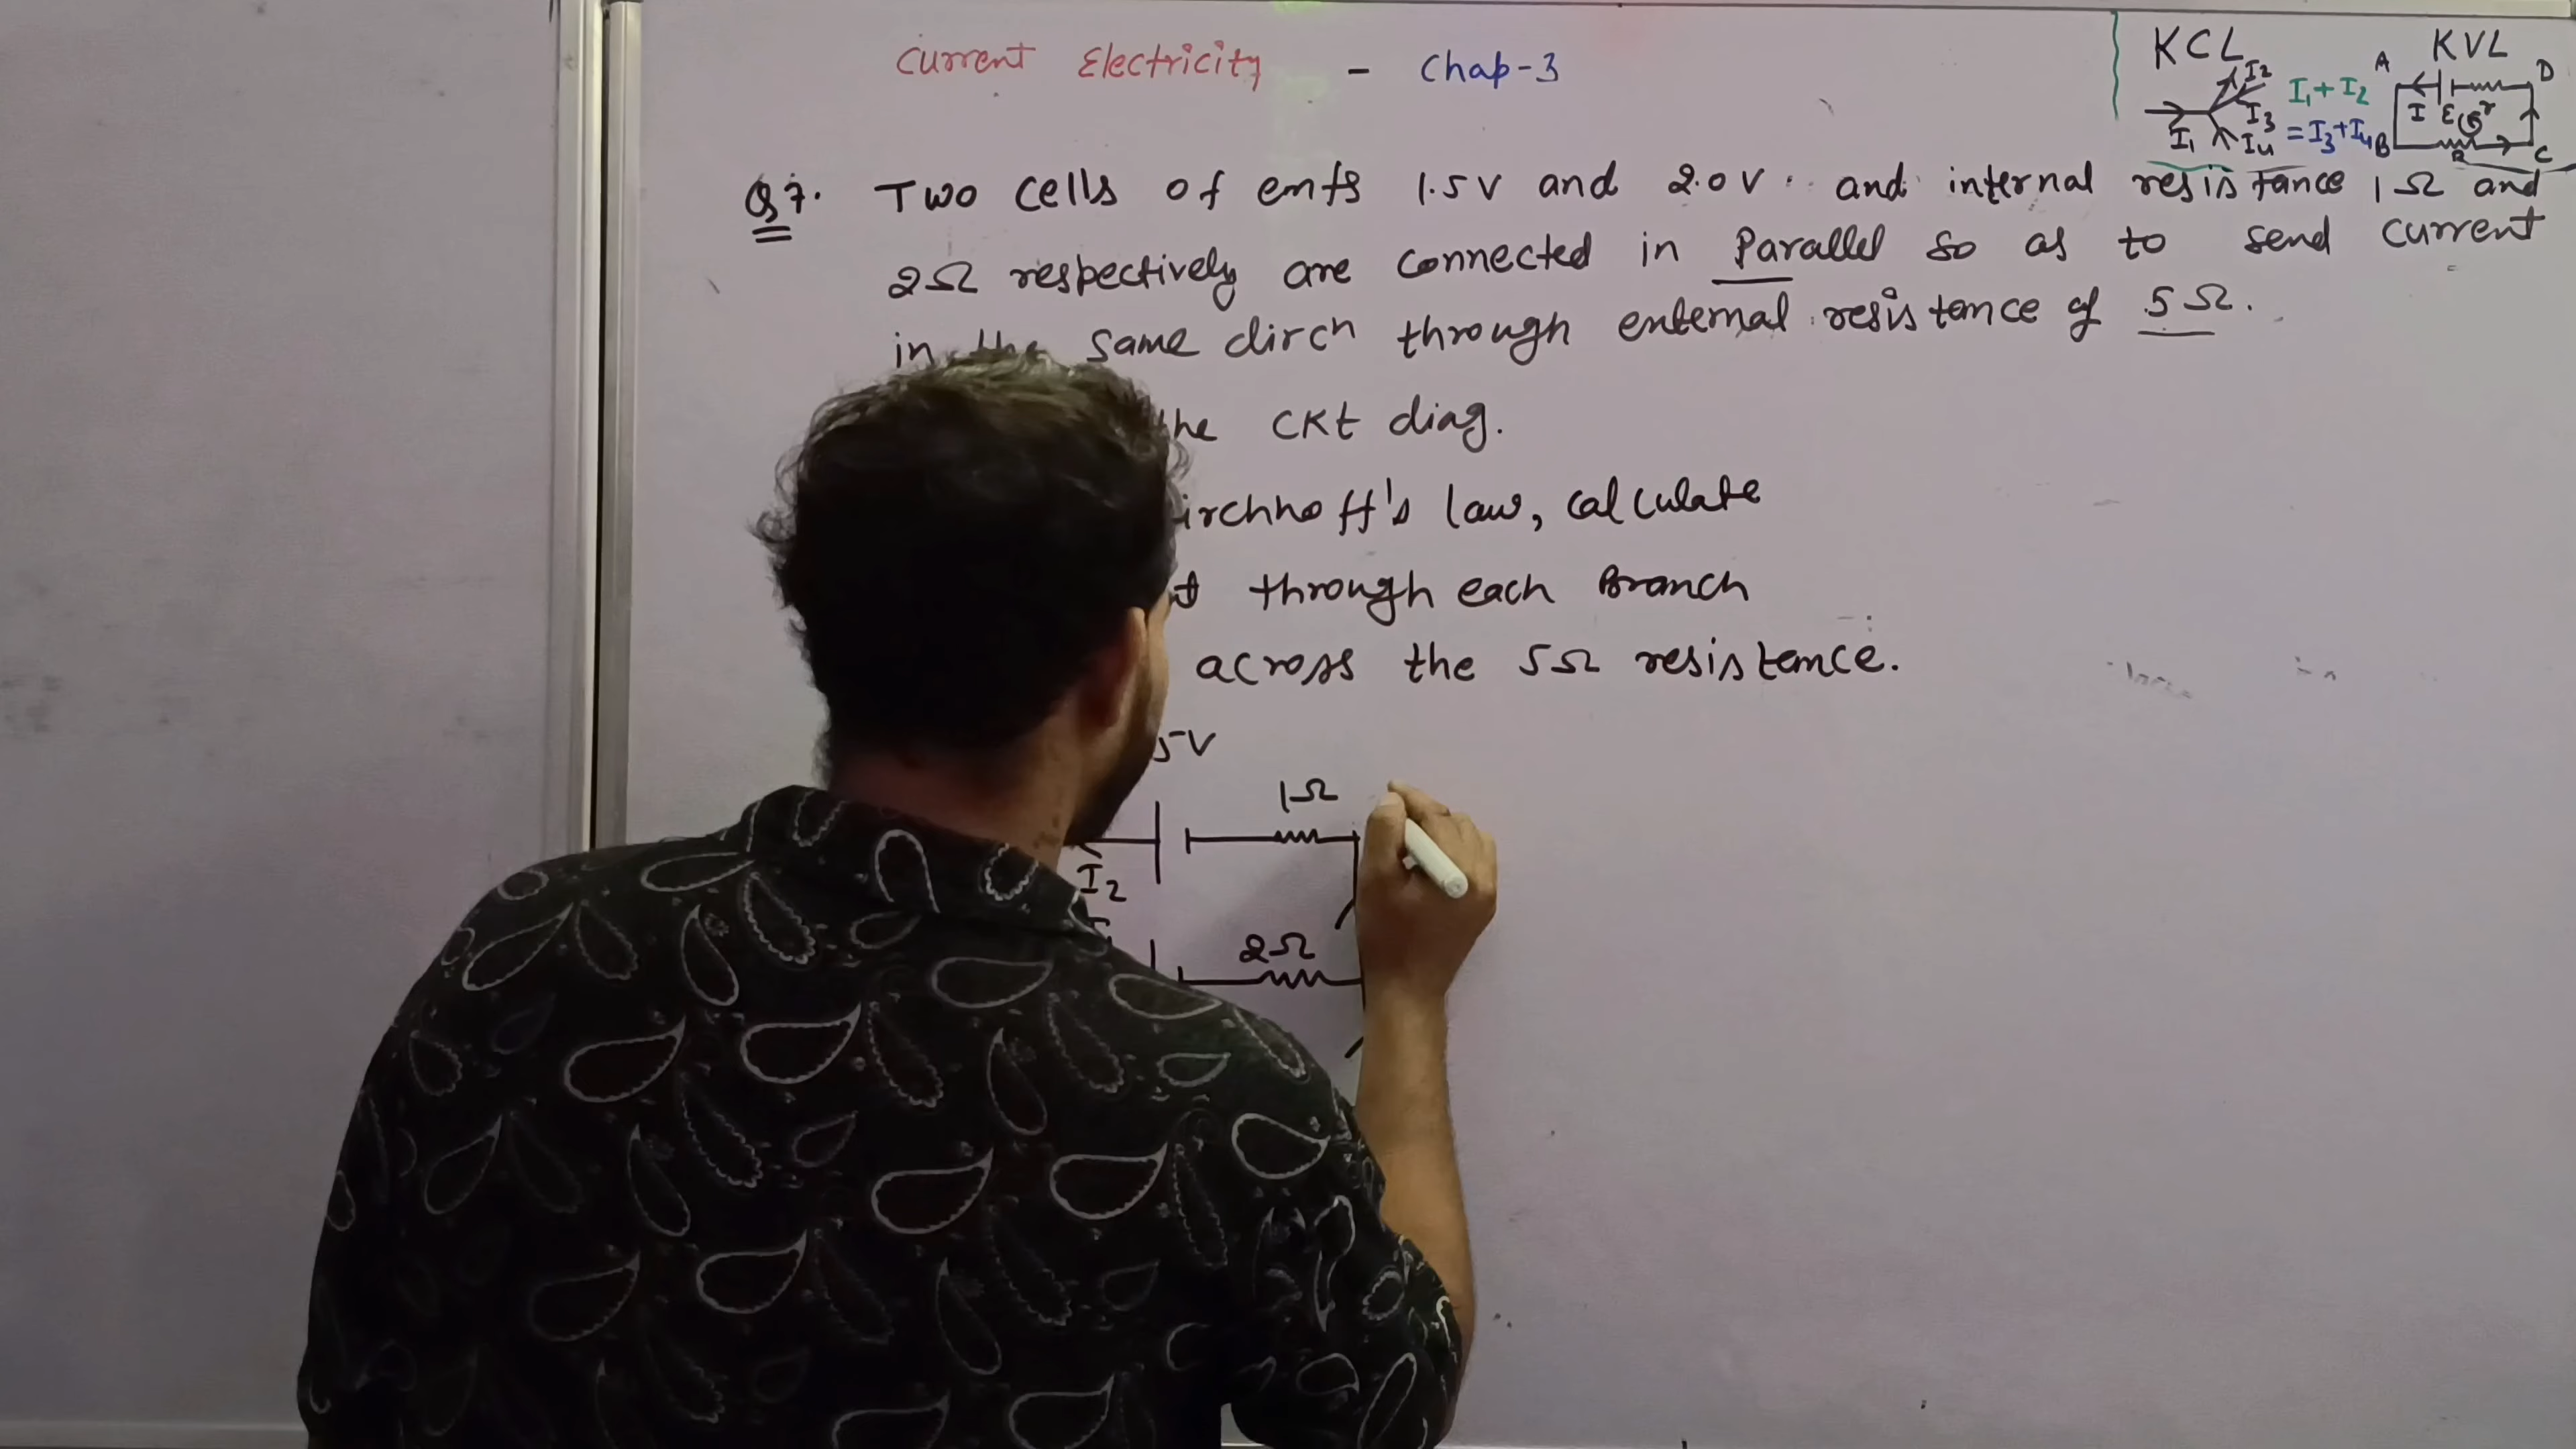 Current Electricity - Chap-3
KCL
KVL
I1
I2
I3
I4
I1+I2
=I3+I4
A
B
C
D
I
E
r
R
Q7. Two cells of emfs 1.5V and 2.0V. and internal resistance 1Ω and
2Ω respectively are connected in Parallel so as to send current
in the same dircn through external resistance of 5Ω.
the CKt diag.
irchhoff's law, calculate
through each Branch
across the 5Ω resistance.
5V
1Ω
I2
2Ω